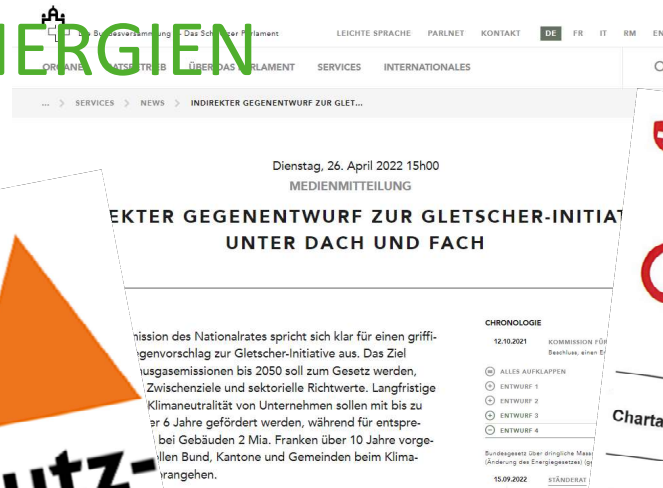 ERGIEN
Die Bundesversammlung — Das Schweizer Parlament
LEICHTE SPRACHE PARLNET KONTAKT DE FR IT RM EN
ÜBER DAS PARLAMENT SERVICES INTERNATIONALES
... > SERVICES > NEWS > INDIREKTER GEGENENTWURF ZUR GLET...
Dienstag, 26. April 2022 15h00
MEDIENMITTEILUNG
EKTER GEGENENTWURF ZUR GLETSCHER-INITIAT
UNTER DACH UND FACH
mission des Nationalrates spricht sich klar für einen griffi-
egenvorschlag zur Gletscher-Initiative aus. Das Ziel
usgasemissionen bis 2050 soll zum Gesetz werden,
Zwischenziele und sektorielle Richtwerte. Langfristige
Klimaneutralität von Unternehmen sollen mit bis zu
er 6 Jahre gefördert werden, während für entspre-
bei Gebäuden 2 Mia. Franken über 10 Jahre vorge-
llen Bund, Kantone und Gemeinden beim Klima-
orangehen.
CHRONOLOGIE
12.10.2021 KOMMISSION FÜR
Beschluss, einen
ALLES AUFKLAPPEN
ENTWURF 1
ENTWURF 2
ENTWURF 3
ENTWURF 4
Bundesgesetz über dringliche Mass
(Änderung des Energiegesetzes)
15.09.2022 STÄNDERAT
utz-
Charta